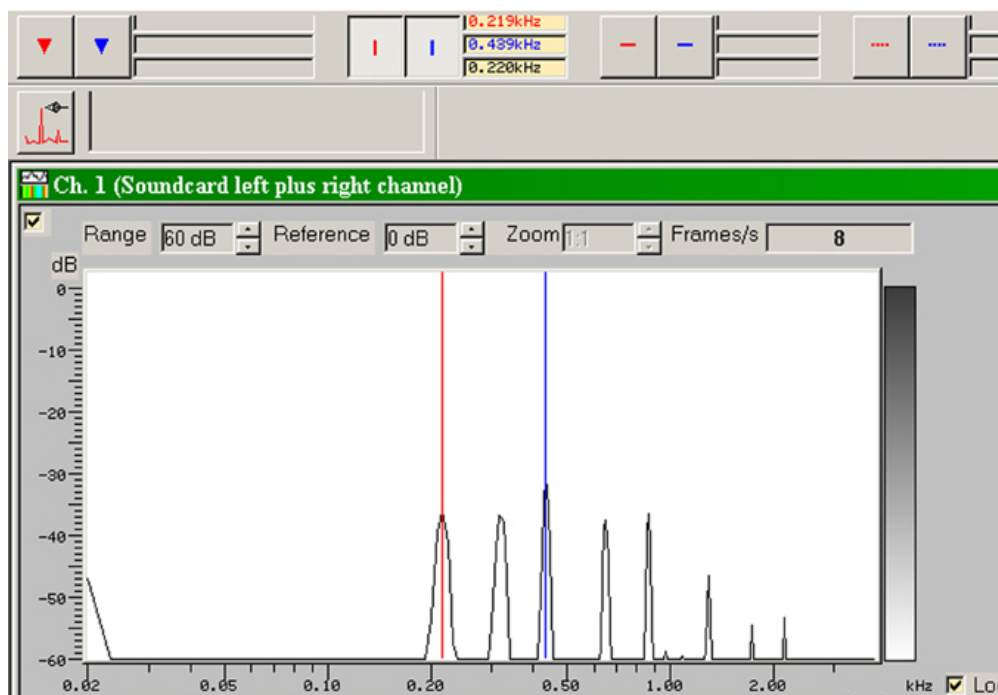 0.219kHz
0.439kHz
0.220kHz
Ch. 1 (Soundcard left plus right channel)
Range 60 dB Reference 0 dB Zoom 1:1 Frames/s 8
dB
0
-10
-20
-30
-40
-50
-60
0.02 0.05 0.10 0.20 0.50 1.00 2.00 kHz Lo